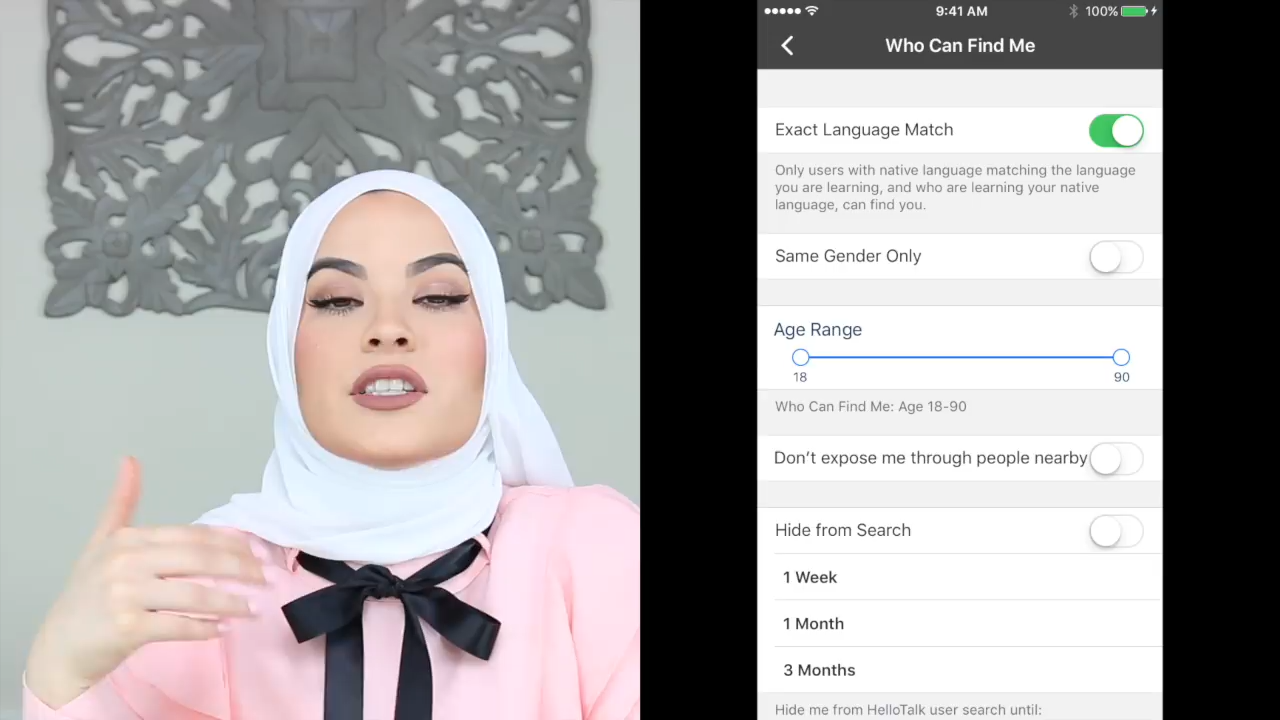 9:41 AM
100%
Who Can Find Me
Exact Language Match
Only users with native language matching the language
you are learning, and who are learning your native
language, can find you.
Same Gender Only
Age Range
18
90
Who Can Find Me: Age 18-90
Don’t expose me through people nearby
Hide from Search
1 Week
1 Month
3 Months
Hide me from HelloTalk user search until: